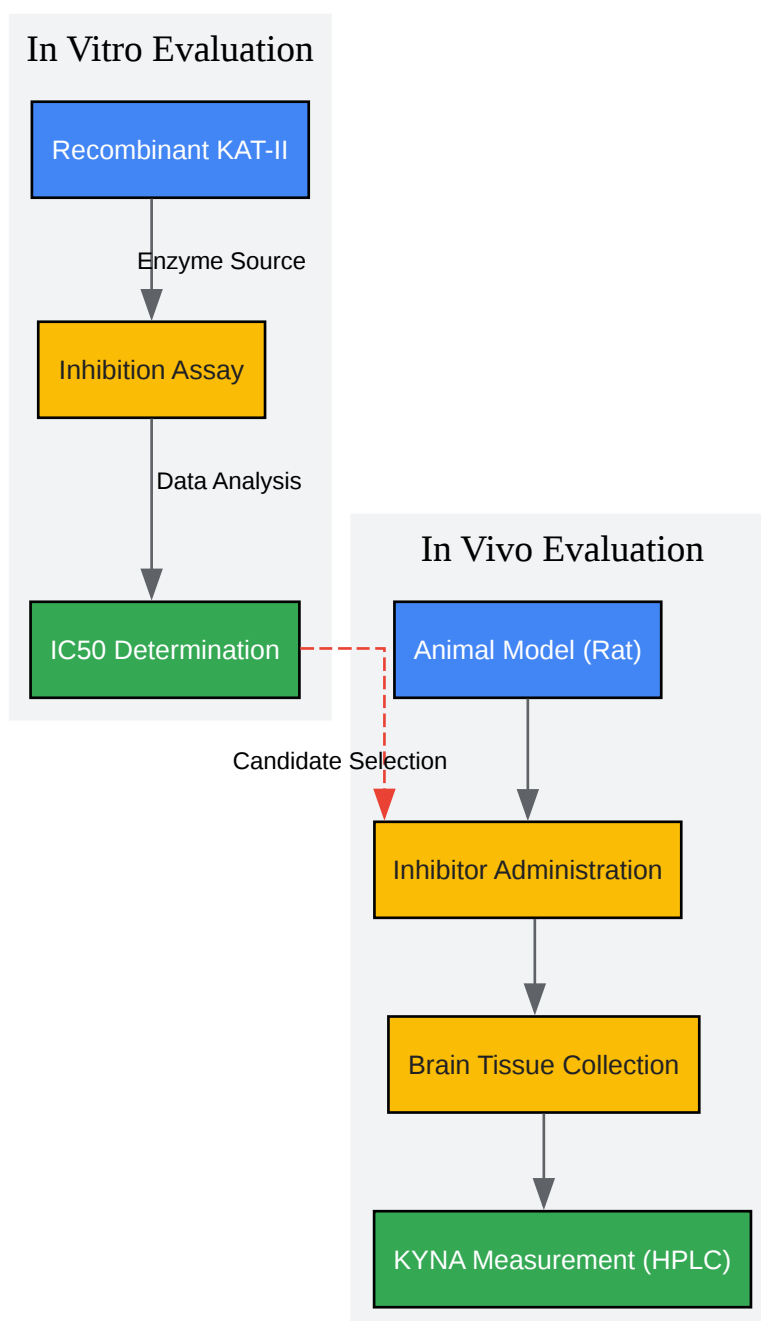 In Vitro Evaluation
Recombinant KAT-II
Enzyme Source
Inhibition Assay
Data Analysis
IC50 Determination
Candidate Selection
In Vivo Evaluation
Animal Model (Rat)
Inhibitor Administration
Brain Tissue Collection
KYNA Measurement (HPLC)